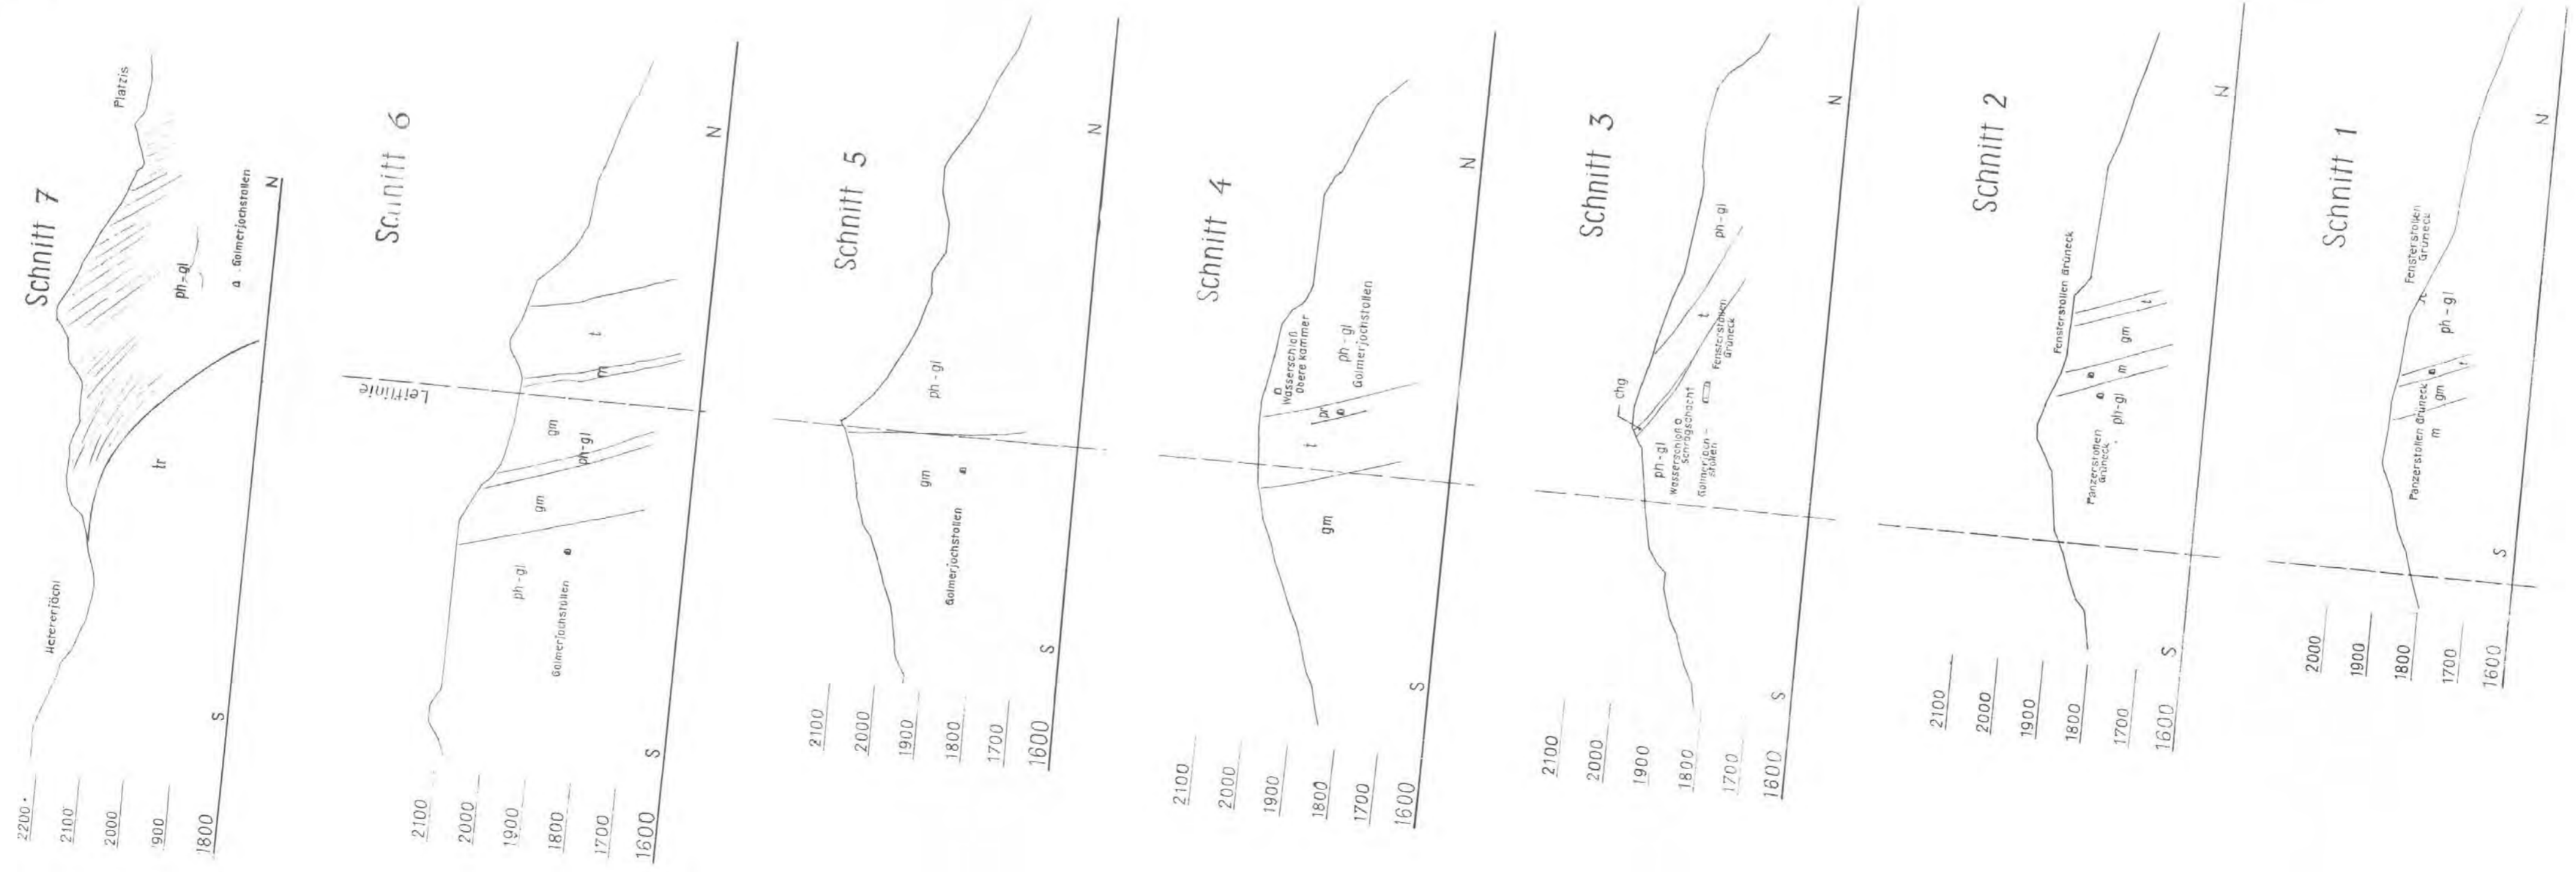 Schnitt 7
Hetererjöchl
Platzis
ph-gl
tr
Golmerjochstollen
2200
2100
2000
1900
1800
S
N
Schnitt 6
Leitlinie
gm
ph-gl
gm
m
t
ph-gl
Golmerjochstollen
2100
2000
1900
1800
1700
1600
S
N
Schnitt 5
ph-gl
gm
Golmerjochstollen
2100
2000
1900
1800
1700
1600
S
N
Schnitt 4
Wasserschloß
Obere Kammer
ph-gl
Golmerjochstollen
t
gm
2100
2000
1900
1800
1700
1600
S
N
Schnitt 3
chg
ph-gl
Wasserschloß
Schrägschacht
Golmerjoch-
stollen
Fensterstollen
Grüneck
t
ph-gl
2100
2000
1900
1800
1700
1600
S
N
Schnitt 2
Fensterstollen Grüneck
Panzerstollen
Grüneck
ph-gl
m
gm
t
2100
2000
1900
1800
1700
1600
S
N
Schnitt 1
Fensterstollen
Grüneck
Panzerstollen Grüneck
m
gm
t
ph-gl
2000
1900
1800
1700
1600
S
N